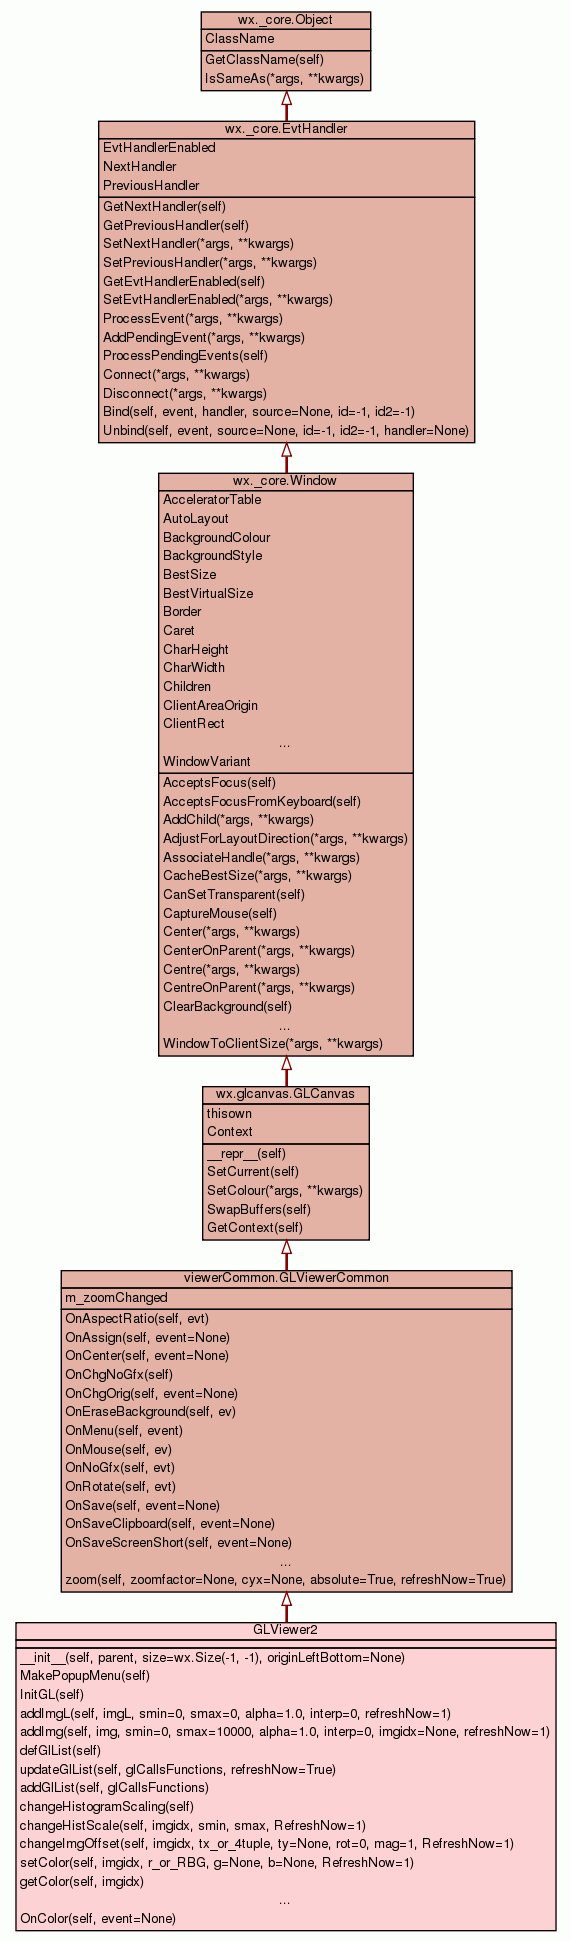 wx._core.Object
ClassName
GetClassName(self)
IsSameAs(*args, **kwargs)
wx._core.EvtHandler
EvtHandlerEnabled
NextHandler
PreviousHandler
GetNextHandler(self)
GetPreviousHandler(self)
SetNextHandler(*args, **kwargs)
SetPreviousHandler(*args, **kwargs)
GetEvtHandlerEnabled(self)
SetEvtHandlerEnabled(*args, **kwargs)
ProcessEvent(*args, **kwargs)
AddPendingEvent(*args, **kwargs)
ProcessPendingEvents(self)
Connect(*args, **kwargs)
Disconnect(*args, **kwargs)
Bind(self, event, handler, source=None, id=-1, id2=-1)
Unbind(self, event, source=None, id=-1, id2=-1, handler=None)
wx._core.Window
AcceleratorTable
AutoLayout
BackgroundColour
BackgroundStyle
BestSize
BestVirtualSize
Border
Caret
CharHeight
CharWidth
Children
ClientAreaOrigin
ClientRect
...
WindowVariant
AcceptsFocus(self)
AcceptsFocusFromKeyboard(self)
AddChild(*args, **kwargs)
AdjustForLayoutDirection(*args, **kwargs)
AssociateHandle(*args, **kwargs)
CacheBestSize(*args, **kwargs)
CanSetTransparent(self)
CaptureMouse(self)
Center(*args, **kwargs)
CenterOnParent(*args, **kwargs)
Centre(*args, **kwargs)
CentreOnParent(*args, **kwargs)
ClearBackground(self)
...
WindowToClientSize(*args, **kwargs)
wx.glcanvas.GLCanvas
thisown
Context
__repr__(self)
SetCurrent(self)
SetColour(*args, **kwargs)
SwapBuffers(self)
GetContext(self)
viewerCommon.GLViewerCommon
m_zoomChanged
OnAspectRatio(self, evt)
OnAssign(self, event=None)
OnCenter(self, event=None)
OnChgNoGfx(self)
OnChgOrig(self, event=None)
OnEraseBackground(self, ev)
OnMenu(self, event)
OnMouse(self, ev)
OnNoGfx(self, evt)
OnRotate(self, evt)
OnSave(self, event=None)
OnSaveClipboard(self, event=None)
OnSaveScreenShort(self, event=None)
...
zoom(self, zoomfactor=None, cyx=None, absolute=True, refreshNow=True)
GLViewer2
__init__(self, parent, size=wx.Size(-1, -1), originLeftBottom=None)
MakePopupMenu(self)
InitGL(self)
addImgL(self, imgL, smin=0, smax=0, alpha=1.0, interp=0, refreshNow=1)
addImg(self, img, smin=0, smax=10000, alpha=1.0, interp=0, imgidx=None, refreshNow=1)
defGlList(self)
updateGlList(self, glCallsFunctions, refreshNow=True)
addGlList(self, glCallsFunctions)
changeHistogramScaling(self)
changeHistScale(self, imgidx, smin, smax, RefreshNow=1)
changeImgOffset(self, imgidx, tx_or_4tuple, ty=None, rot=0, mag=1, RefreshNow=1)
setColor(self, imgidx, r_or_RBG, g=None, b=None, RefreshNow=1)
getColor(self, imgidx)
...
OnColor(self, event=None)